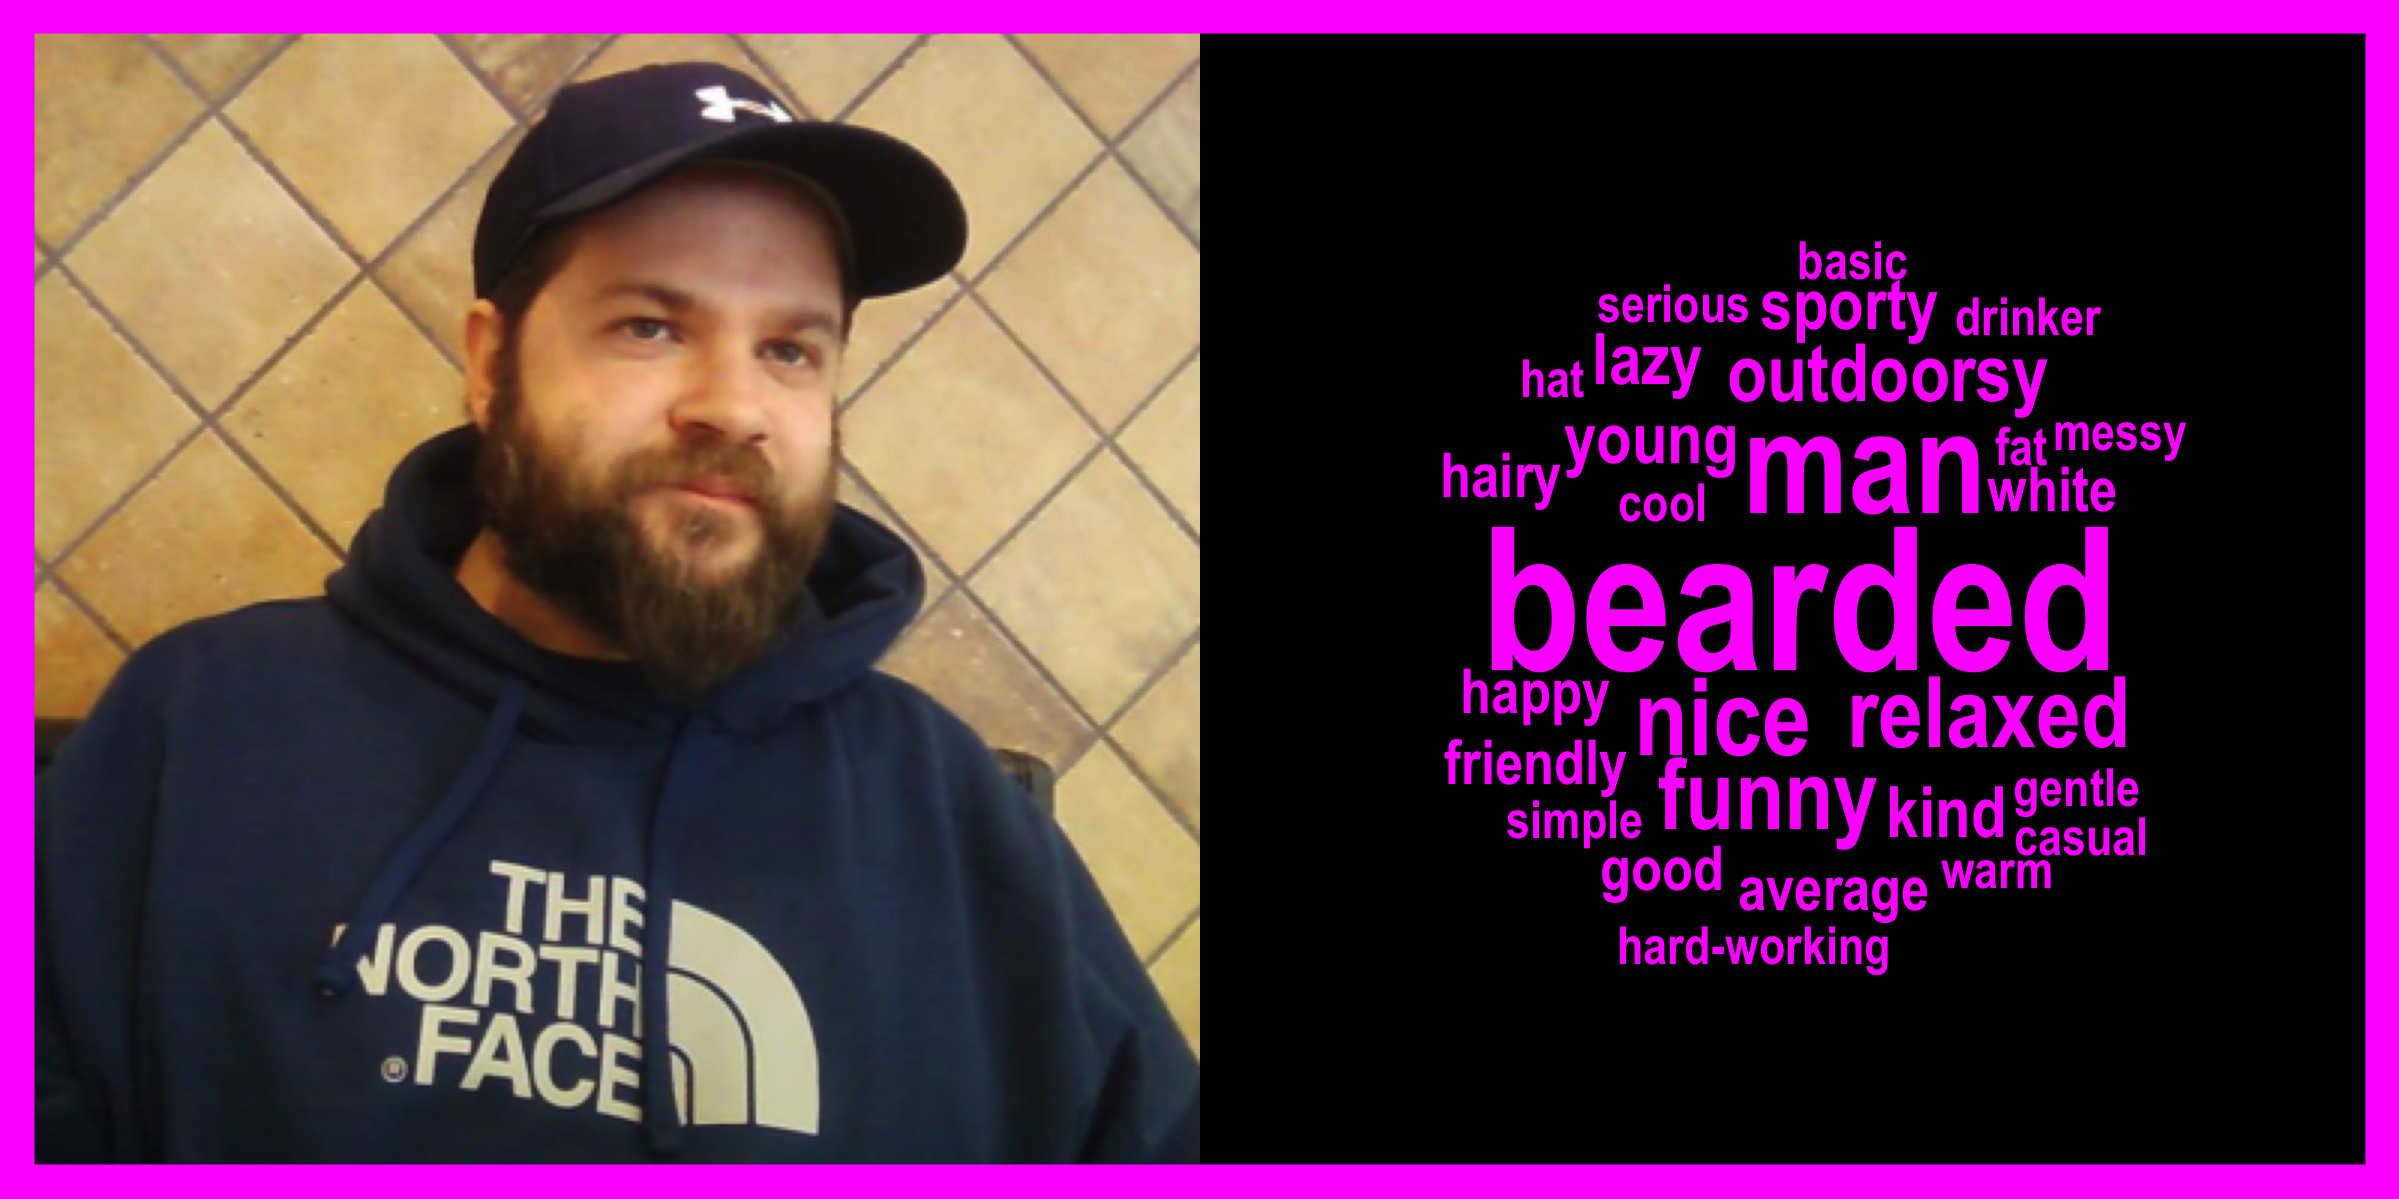 THE
NORTH
FACE
®
basic
serious sporty drinker
hat lazy outdoorsy
young man fat messy
hairy cool white
bearded
happy nice relaxed
friendly funny kind gentle
simple casual
good average warm
hard-working